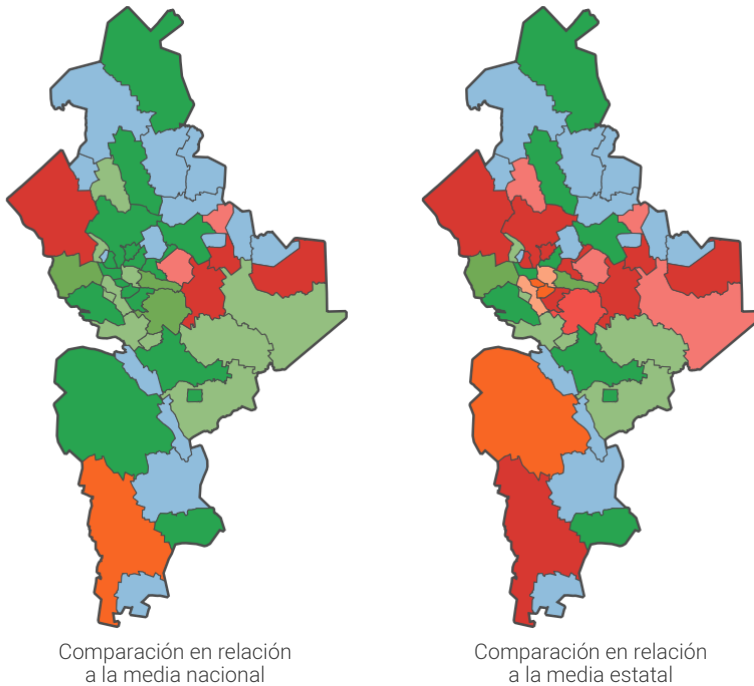 Comparación en relación
a la media nacional
Comparación en relación
a la media estatal